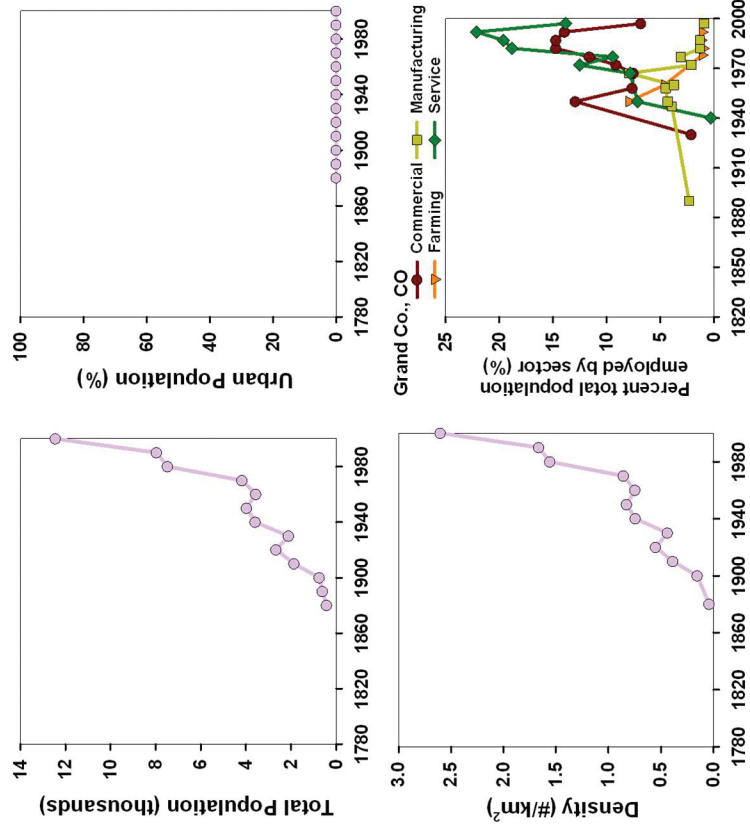 Total Population (thousands)
14
12
10
8
6
4
2
0
1780 1820 1860 1900 1940 1980
Urban Population (%)
100
80
60
40
20
0
1780 1820 1860 1900 1940 1980
Density (#/km²)
3.0
2.5
2.0
1.5
1.0
0.5
0.0
1780 1820 1860 1900 1940 1980
Grand Co., CO
Commercial Manufacturing
Farming Service
Percent total population
employed by sector (%)
25
20
15
10
5
0
1820 1850 1880 1910 1940 1970 2000